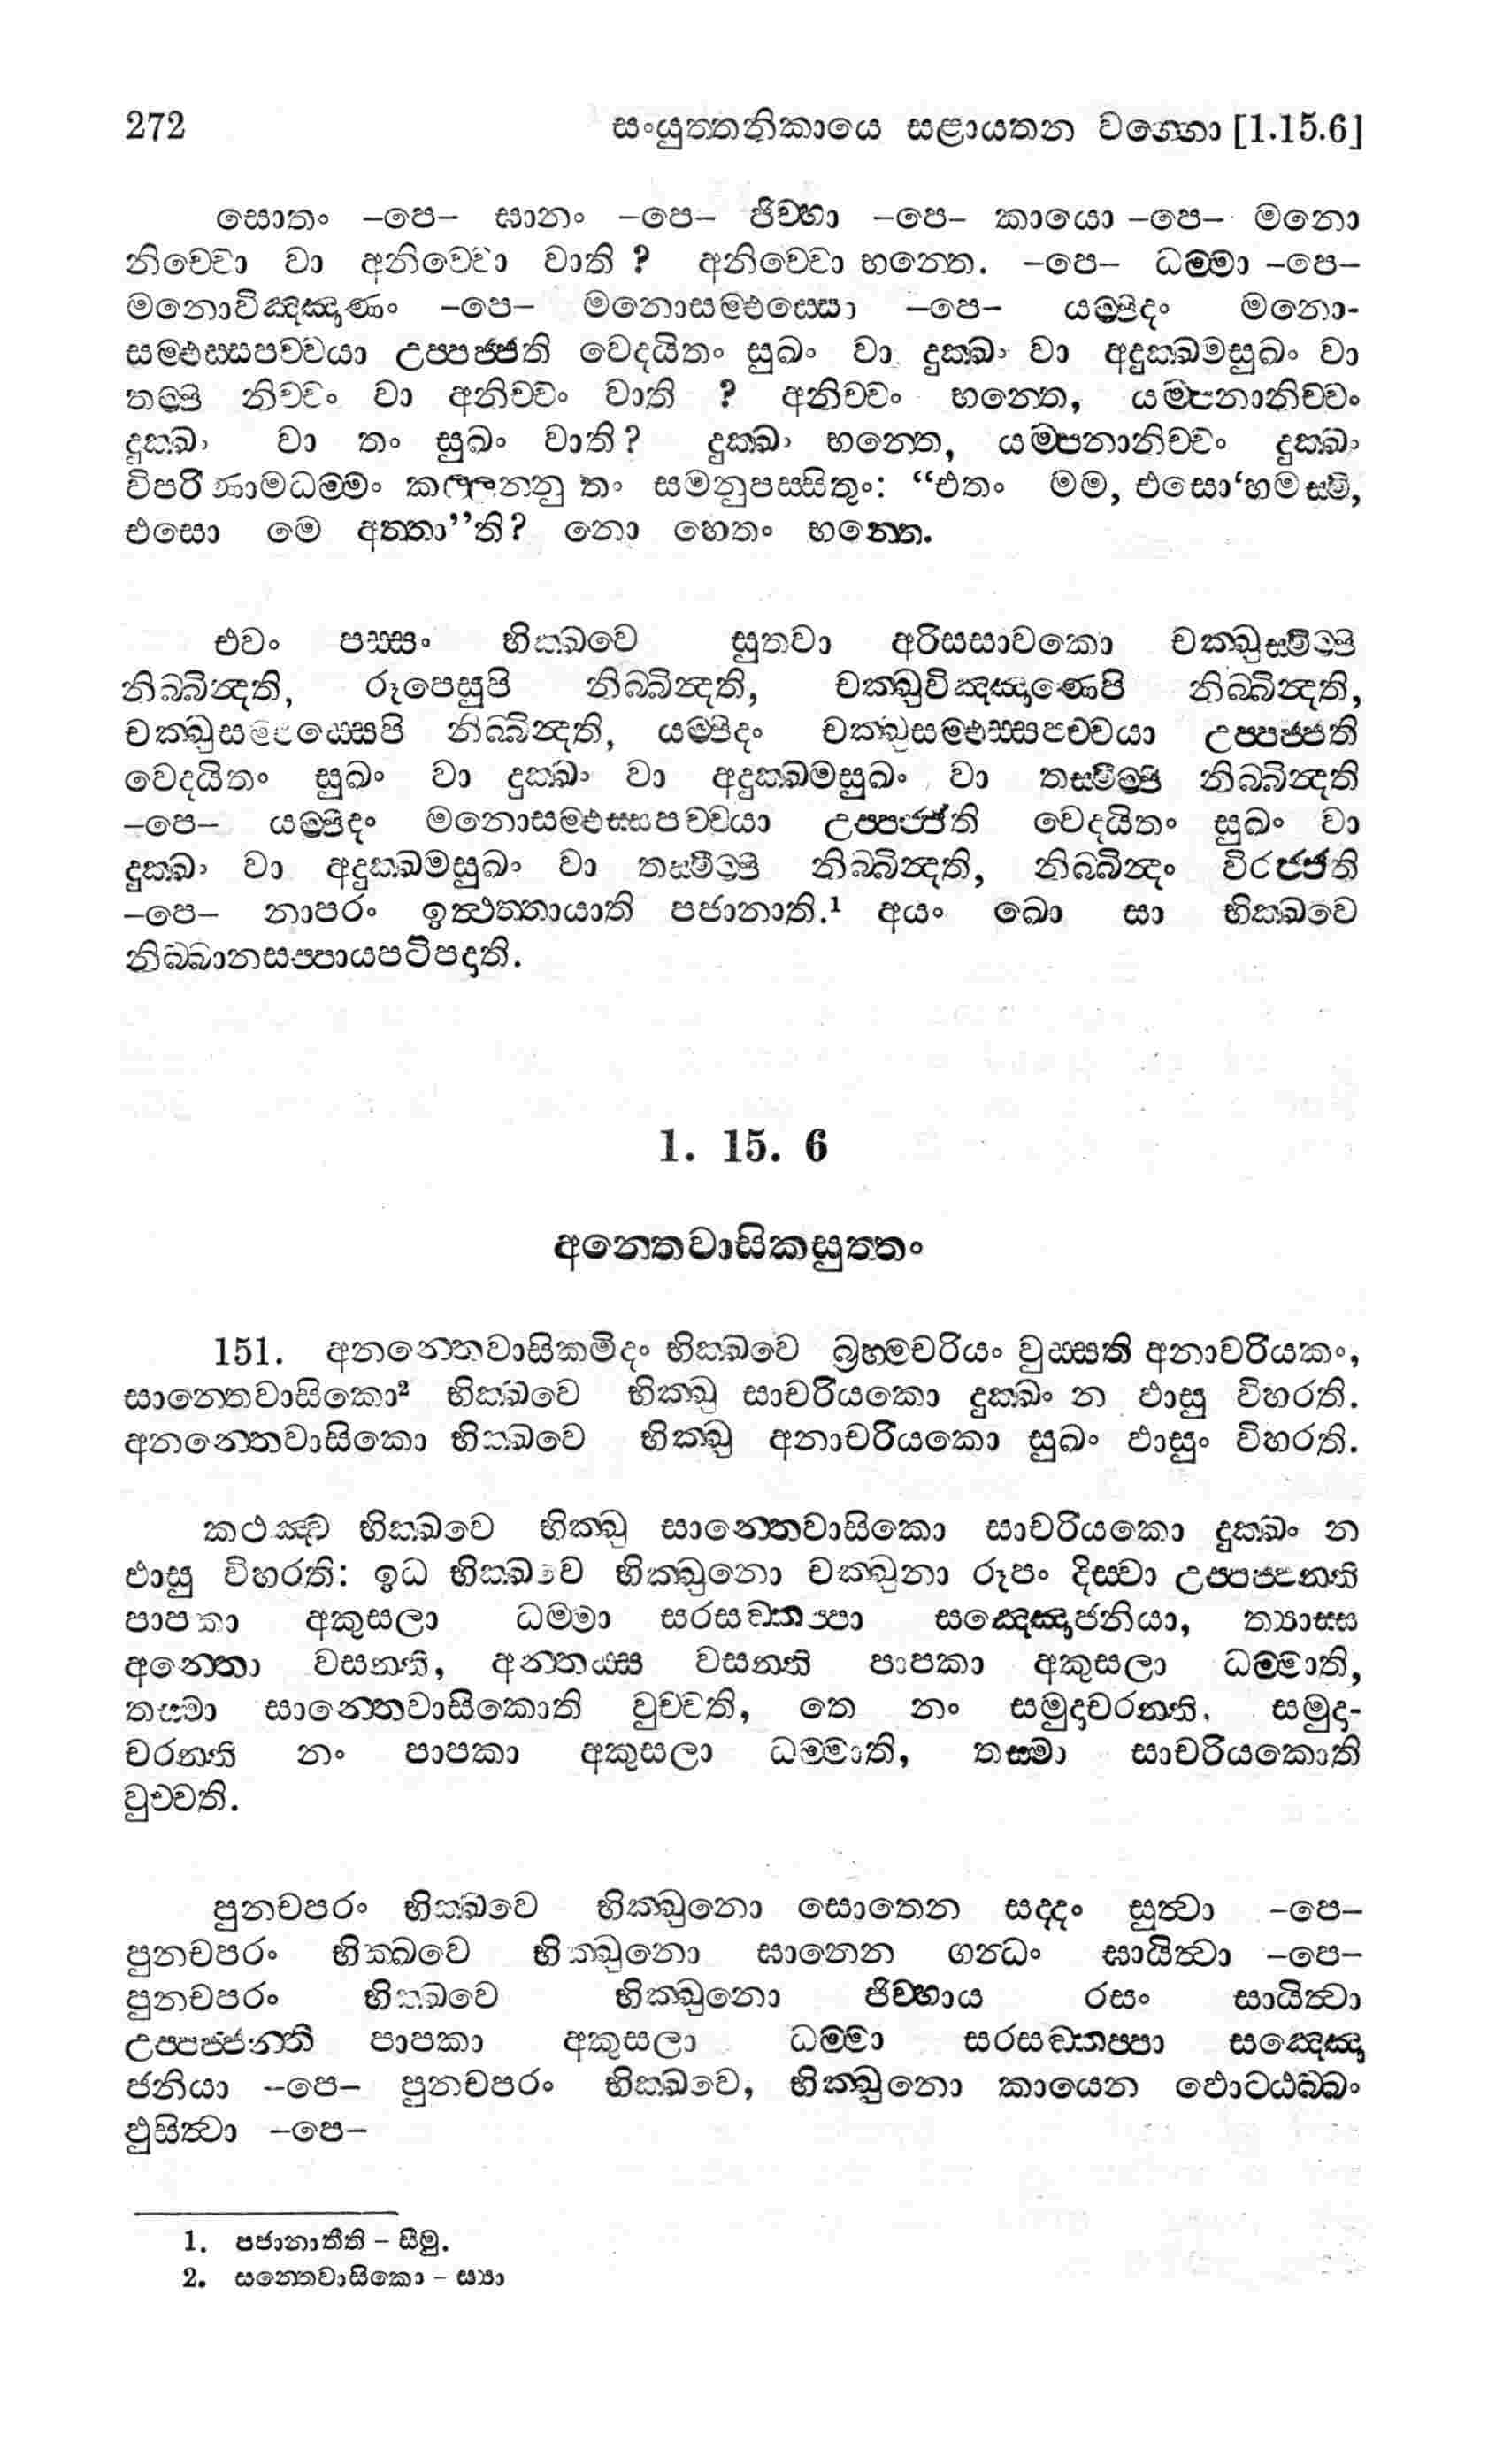 272 සංයුත්තනිකායෙ සළායතන වග්ගො [1.15.6]
සොතං –පෙ– ඝානං –පෙ– ජිව්හා –පෙ– කායො –පෙ– මනො
නිච්චො වා අනිච්චො වාති ? අනිච්චො භන්තෙ. –පෙ– ධම්මා –පෙ–
මනොවිඤ්ඤාණං –පෙ– මනොසම්ඵස්සො –පෙ– යම්පිදං මනො-
සම්ඵස්සපච්චයා උප්පජ්ජති වෙදයිතං සුඛං වා දුක්ඛං වා අදුක්ඛමසුඛං වා
තම්පි නිච්චං වා අනිච්චං වාති ? අනිච්චං භන්තෙ, යම්පනානිච්චං
දුක්ඛං වා තං සුඛං වාති? දුක්ඛං භන්තෙ, යම්පනානිච්චං දුක්ඛං
විපරිණාමධම්මං කල්ලන්නු තං සමනුපස්සිතුං: “එතං මම, එසො‘හමස්මි,
එසො මෙ අත්තා”ති? නො හෙතං භන්තෙ.
එවං පස්සං භික්ඛවෙ සුතවා අරියසාවකො චක්ඛුස්මිම්පි
නිබ්බින්දති, රූපෙසුපි නිබ්බින්දති, චක්ඛුවිඤ්ඤාණෙපි නිබ්බින්දති,
චක්ඛුසම්ඵස්සෙපි නිබ්බින්දති, යම්පිදං චක්ඛුසම්ඵස්සපච්චයා උප්පජ්ජති
වෙදයිතං සුඛං වා දුක්ඛං වා අදුක්ඛමසුඛං වා තස්මිම්පි නිබ්බින්දති
–පෙ– යම්පිදං මනොසම්ඵස්සපච්චයා උප්පජ්ජති වෙදයිතං සුඛං වා
දුක්ඛං වා අදුක්ඛමසුඛං වා තස්මිම්පි නිබ්බින්දති, නිබ්බින්දං විරජ්ජති
–පෙ– නාපරං ඉත්ථත්තායාති පජානාති.¹ අයං ඛො සා භික්ඛවෙ
නිබ්බානසප්පායපටිපදාති.
1. 15. 6
අන්තෙවාසිකසුත්තං
151. අනන්තෙවාසිකමිදං භික්ඛවෙ බ්‍රහ්මචරියං වුස්සති අනාචරියකං,
සාන්තෙවාසිකො² භික්ඛවෙ භික්ඛු සාචරියකො දුක්ඛං න ඵාසු විහරති.
අනන්තෙවාසිකො භික්ඛවෙ භික්ඛු අනාචරියකො සුඛං ඵාසුං විහරති.
කථඤ්ච භික්ඛවෙ භික්ඛු සාන්තෙවාසිකො සාචරියකො දුක්ඛං න
ඵාසු විහරති: ඉධ භික්ඛවෙ භික්ඛුනො චක්ඛුනා රූපං දිස්වා උප්පජ්ජන්ති
පාපකා අකුසලා ධම්මා සරසඞ්කප්පා සඤ්ඤොජනියා, ත්‍යාස්ස
අන්තො වසන්ති, අන්තස්ස වසන්ති පාපකා අකුසලා ධම්මාති,
තස්මා සාන්තෙවාසිකොති වුච්චති, තෙ නං සමුදාචරන්ති, සමුදා-
චරන්ති නං පාපකා අකුසලා ධම්මාති, තස්මා සාචරියකොති
වුච්චති.
පුනචපරං භික්ඛවෙ භික්ඛුනො සොතෙන සද්දං සුත්වා –පෙ–
පුනචපරං භික්ඛවෙ භික්ඛුනො ඝානෙන ගන්ධං ඝායිත්වා –පෙ–
පුනචපරං භික්ඛවෙ භික්ඛුනො ජිව්හාය රසං සායිත්වා
උප්පජ්ජන්ති පාපකා අකුසලා ධම්මා සරසඞ්කප්පා සඤ්ඤො
ජනියා –පෙ– පුනචපරං භික්ඛවෙ, භික්ඛුනො කායෙන ඵොට්ඨබ්බං
ඵුසිත්වා –පෙ–
1. පජානාතීති – සීමු.
2. සන්තෙවාසිකො – ස්‍යා